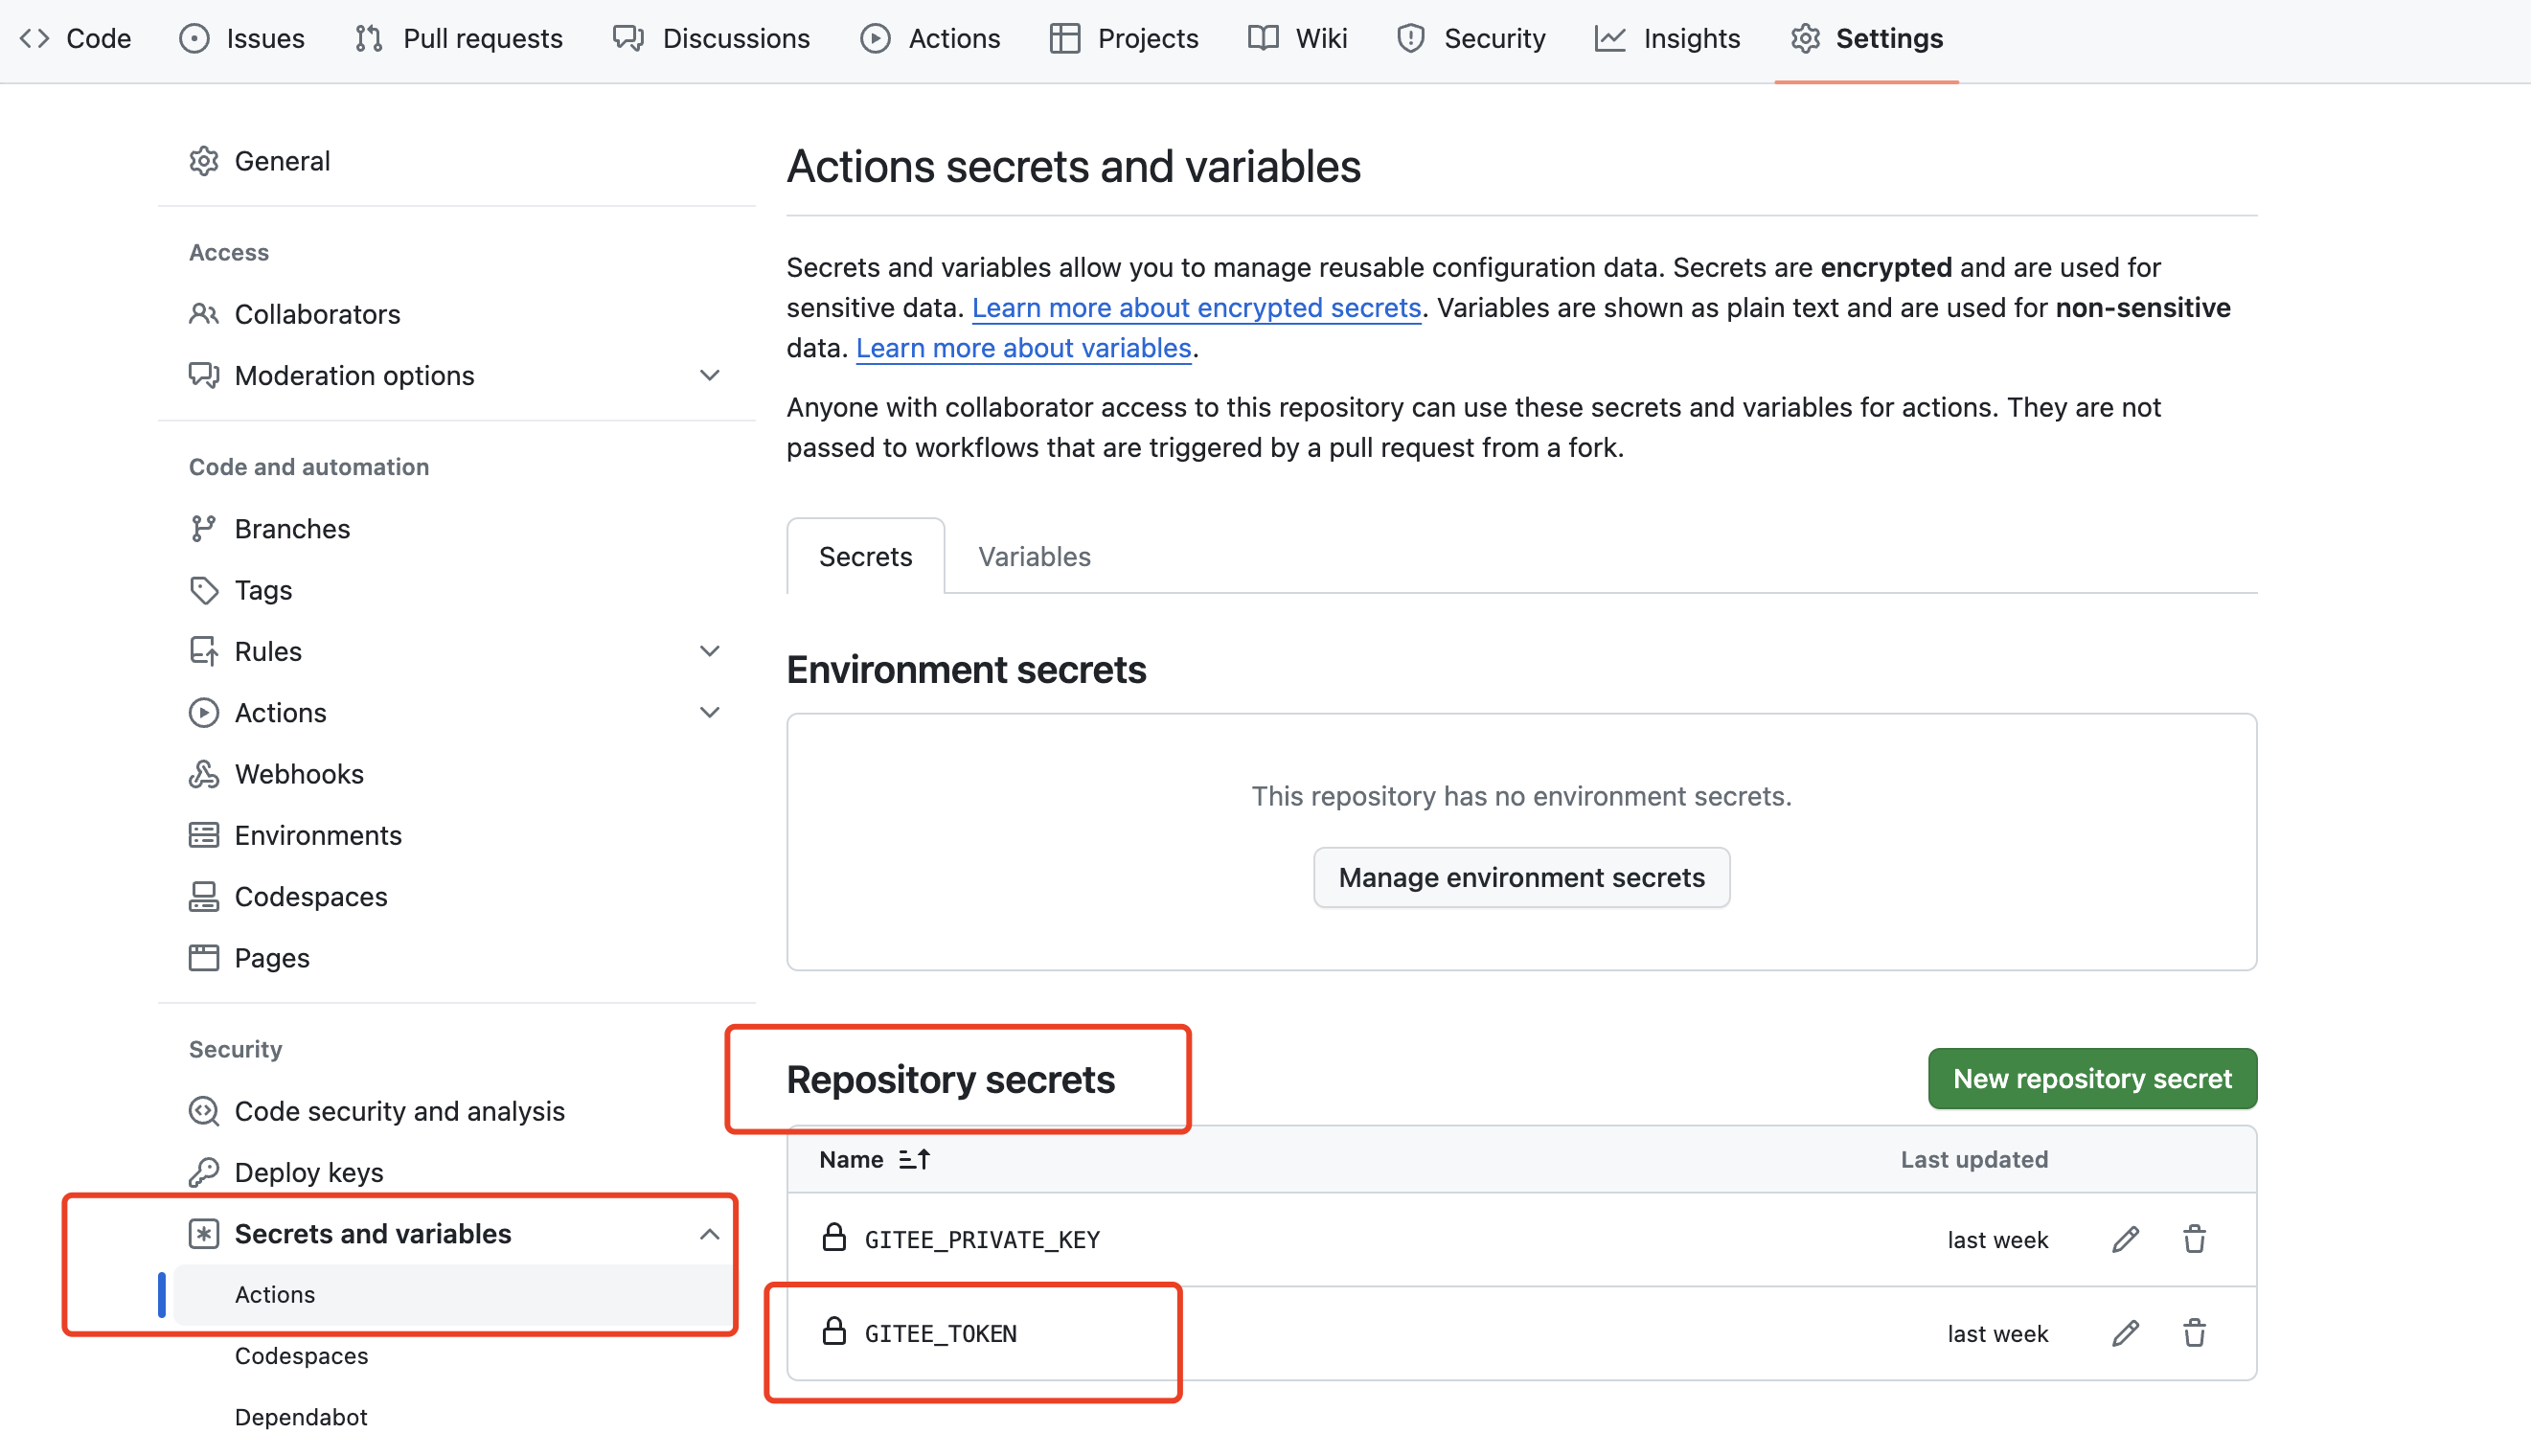 Code
Issues
Pull requests
Discussions
Actions
Projects
Wiki
Security
Insights
Settings
General
Access
Collaborators
Moderation options
Code and automation
Branches
Tags
Rules
Actions
Webhooks
Environments
Codespaces
Pages
Security
Code security and analysis
Deploy keys
Secrets and variables
Actions
Codespaces
Dependabot
Actions secrets and variables
Secrets and variables allow you to manage reusable configuration data. Secrets are encrypted and are used for
sensitive data. Learn more about encrypted secrets. Variables are shown as plain text and are used for non-sensitive
data. Learn more about variables.
Anyone with collaborator access to this repository can use these secrets and variables for actions. They are not
passed to workflows that are triggered by a pull request from a fork.
Secrets
Variables
Environment secrets
This repository has no environment secrets.
Manage environment secrets
Repository secrets
New repository secret
Name
Last updated
GITEE_PRIVATE_KEY
last week
GITEE_TOKEN
last week